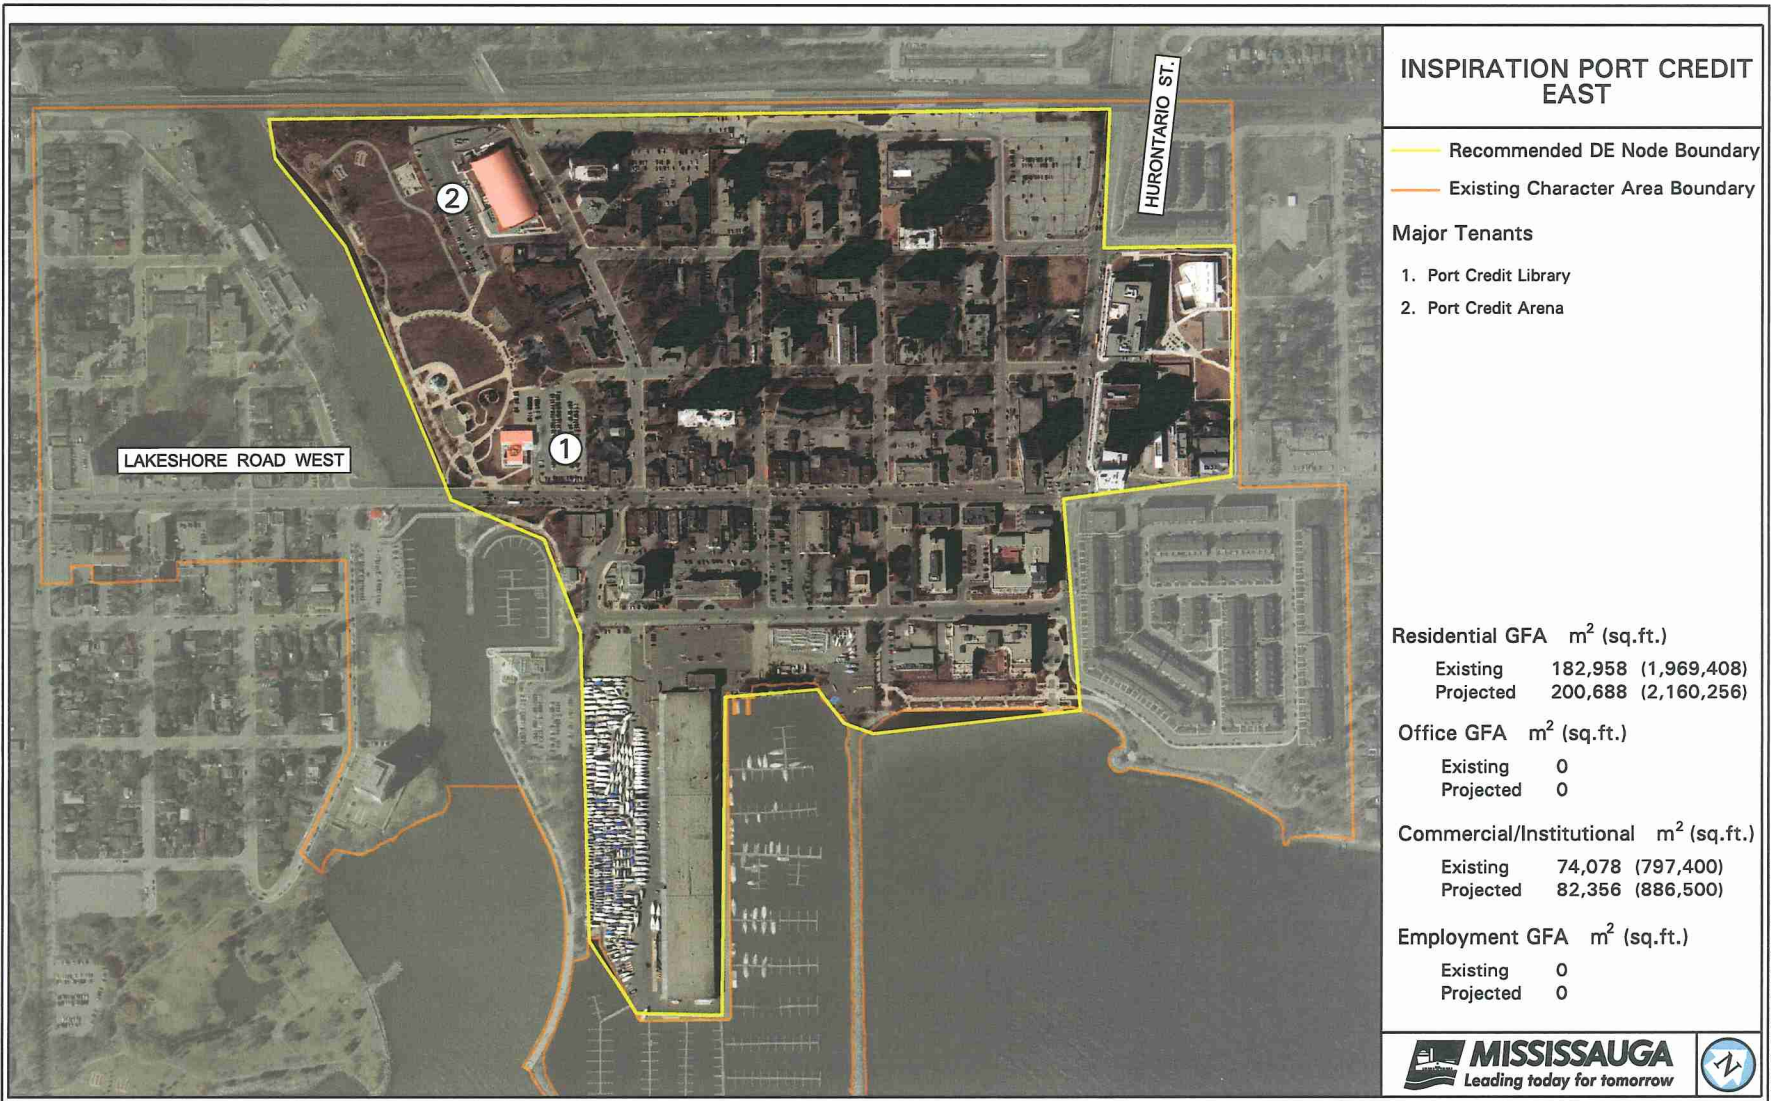 INSPIRATION PORT CREDIT
EAST
Recommended DE Node Boundary
Existing Character Area Boundary
Major Tenants
1. Port Credit Library
2. Port Credit Arena
HURONTARIO ST.
2
1
LAKESHORE ROAD WEST
Residential GFA m² (sq.ft.)
Existing 182,958 (1,969,408)
Projected 200,688 (2,160,256)
Office GFA m² (sq.ft.)
Existing 0
Projected 0
Commercial/Institutional m² (sq.ft.)
Existing 74,078 (797,400)
Projected 82,356 (886,500)
Employment GFA m² (sq.ft.)
Existing 0
Projected 0
MISSISSAUGA
Leading today for tomorrow
N